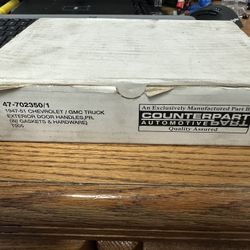 47-702350/1
1947-51 CHEVROLET / GMC TRUCK
EXTERIOR DOOR HANDLES,PR.
(W/ GASKETS & HARDWARE)
An Exclusively Manufactured Part B
COUNTERPART
AUTOMOTIVE
Quality Assured